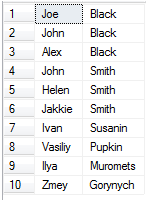 1 Joe Black
2 John Black
3 Alex Black
4 John Smith
5 Helen Smith
6 Jakkie Smith
7 Ivan Susanin
8 Vasiliy Pupkin
9 Ilya Muromets
10 Zmey Gorynych